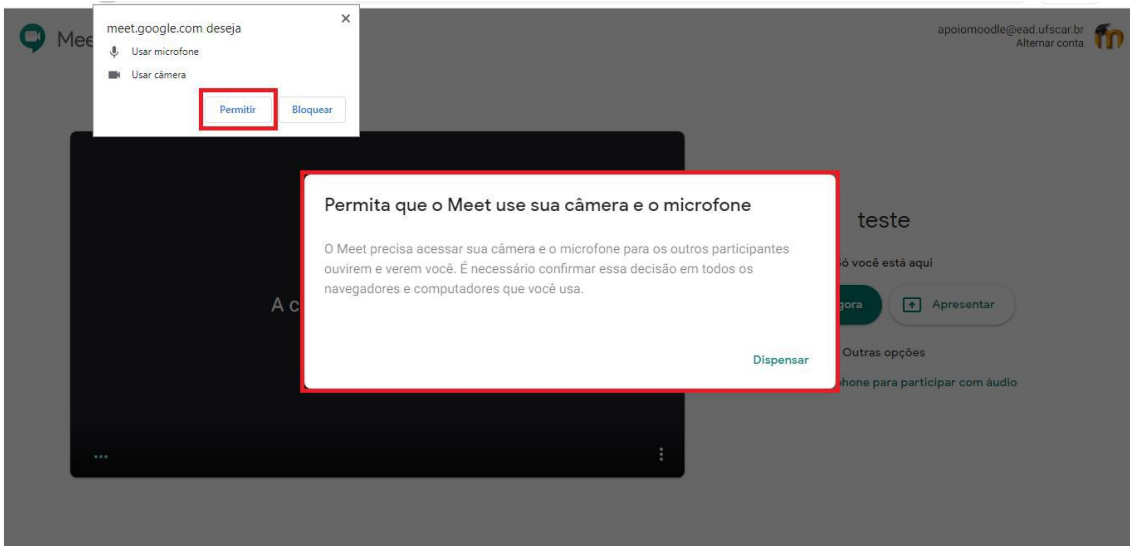 meet.google.com deseja
Usar microfone
Usar câmera
Permitir
Bloquear
Mee
apoiomoodle@ead.ufscar.br
Alternar conta
Permita que o Meet use sua câmera e o microfone
O Meet precisa acessar sua câmera e o microfone para os outros participantes
ouvirem e verem você. É necessário confirmar essa decisão em todos os
navegadores e computadores que você usa.
Dispensar
A c
teste
ó você está aqui
gora
Apresentar
Outras opções
phone para participar com áudio